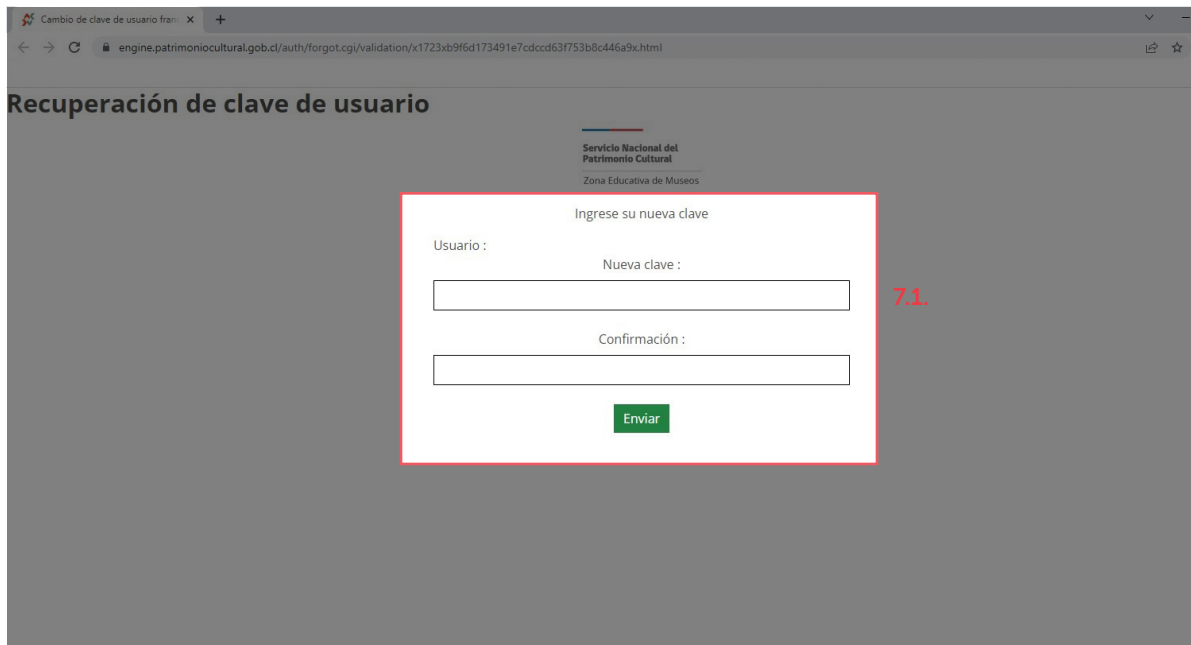 Cambio de clave de usuario fran
engine.patrimoniocultural.gob.cl/auth/forgot.cgi/validation/x1723xb9f6d173491e7cdccd63f753b8c446a9x.html
Recuperación de clave de usuario
Servicio Nacional del
Patrimonio Cultural
Zona Educativa de Museos
Ingrese su nueva clave
Usuario :
Nueva clave :
7.1.
Confirmación :
Enviar